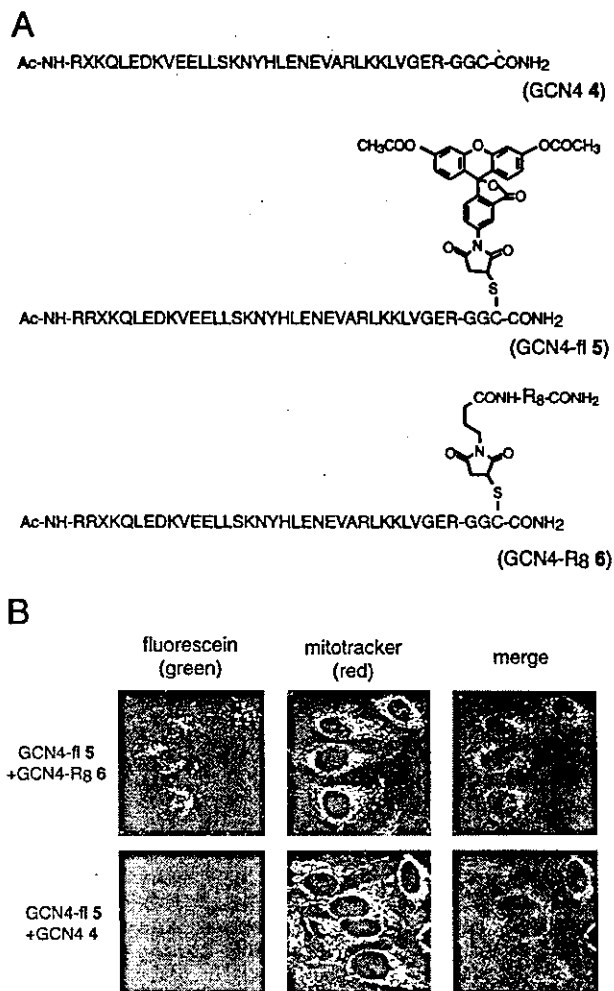 A
Ac-NH-RXKQLEDKVEELLSKNYHLENEVARLKKLVGER-GGC-CONH2
(GCN4 4)
CH3COO
O
OCOCH3
O
O
N
O
O
S
Ac-NH-RRXKQLEDKVEELLSKNYHLENEVARLKKLVGER-GGC-CONH2
(GCN4-fl 5)
CONH-R8-CONH2
N
O
O
S
Ac-NH-RRXKQLEDKVEELLSKNYHLENEVARLKKLVGER-GGC-CONH2
(GCN4-R8 6)
B
fluorescein
(green)
mitotracker
(red)
merge
GCN4-fl 5
+GCN4-R8 6
GCN4-fl 5
+GCN4 4